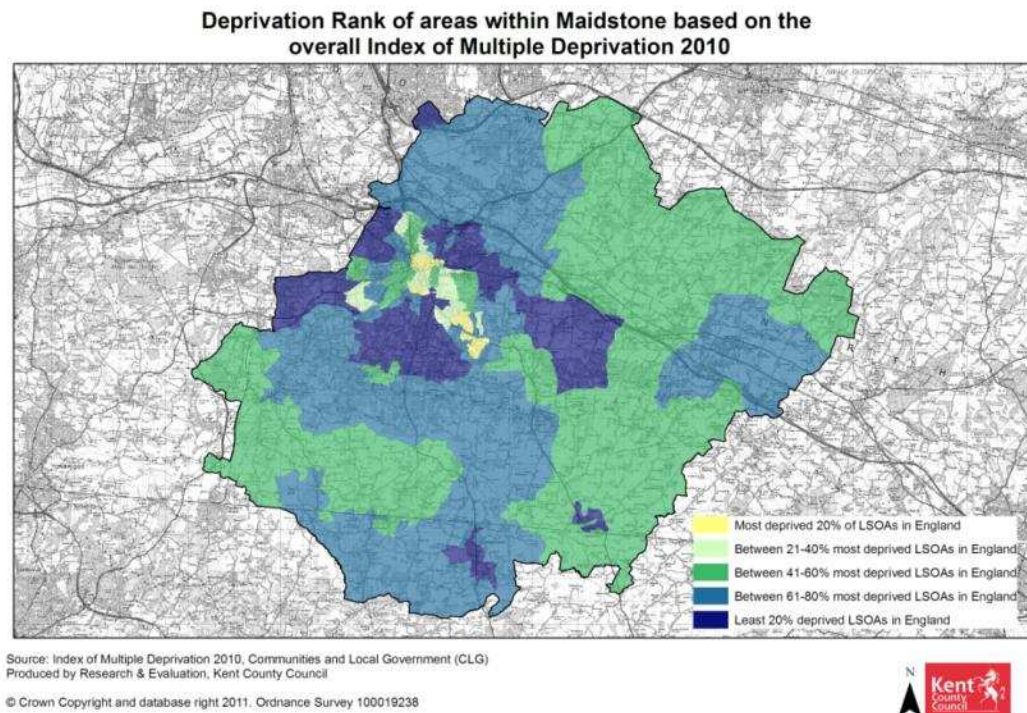 Deprivation Rank of areas within Maidstone based on the
overall Index of Multiple Deprivation 2010
Most deprived 20% of LSOAs in England
Between 21-40% most deprived LSOAs in England
Between 41-60% most deprived LSOAs in England
Between 61-80% most deprived LSOAs in England
Least 20% deprived LSOAs in England
Source: Index of Multiple Deprivation 2010, Communities and Local Government (CLG)
Produced by Research & Evaluation, Kent County Council
© Crown Copyright and database right 2011. Ordnance Survey 100019238
N
Kent
County
Council